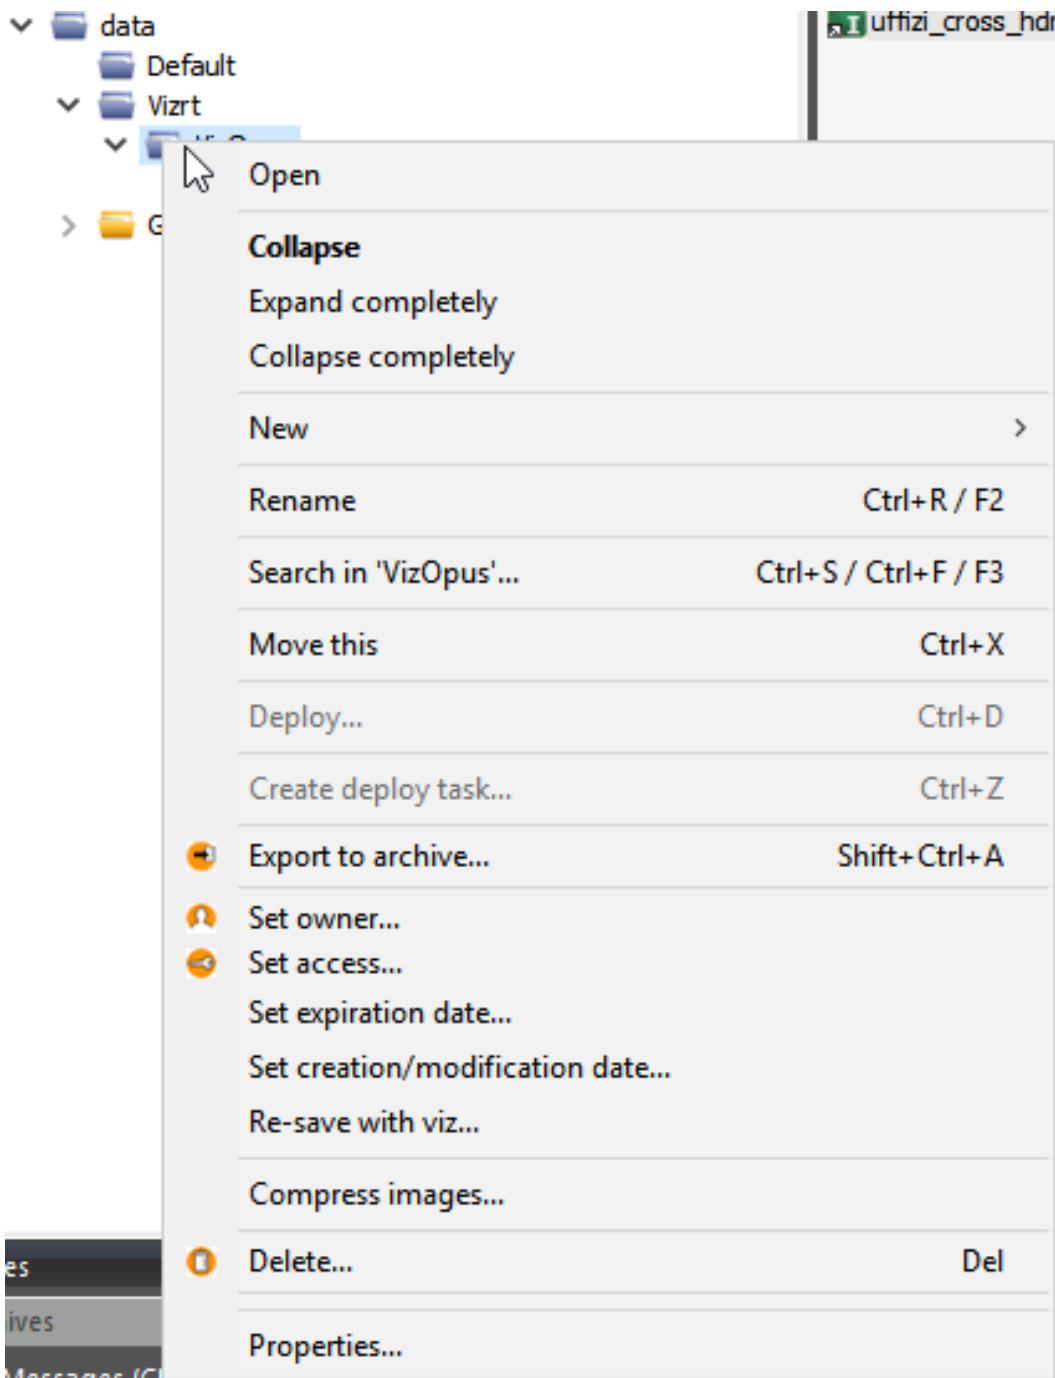 data
uffizi_cross_hdr
Default
Vizrt
Open
G
Collapse
Expand completely
Collapse completely
New
Rename Ctrl+R / F2
Search in 'VizOpus'... Ctrl+S / Ctrl+F / F3
Move this Ctrl+X
Deploy... Ctrl+D
Create deploy task... Ctrl+Z
Export to archive... Shift+Ctrl+A
Set owner...
Set access...
Set expiration date...
Set creation/modification date...
Re-save with viz...
Compress images...
es
Delete... Del
ives
Properties...